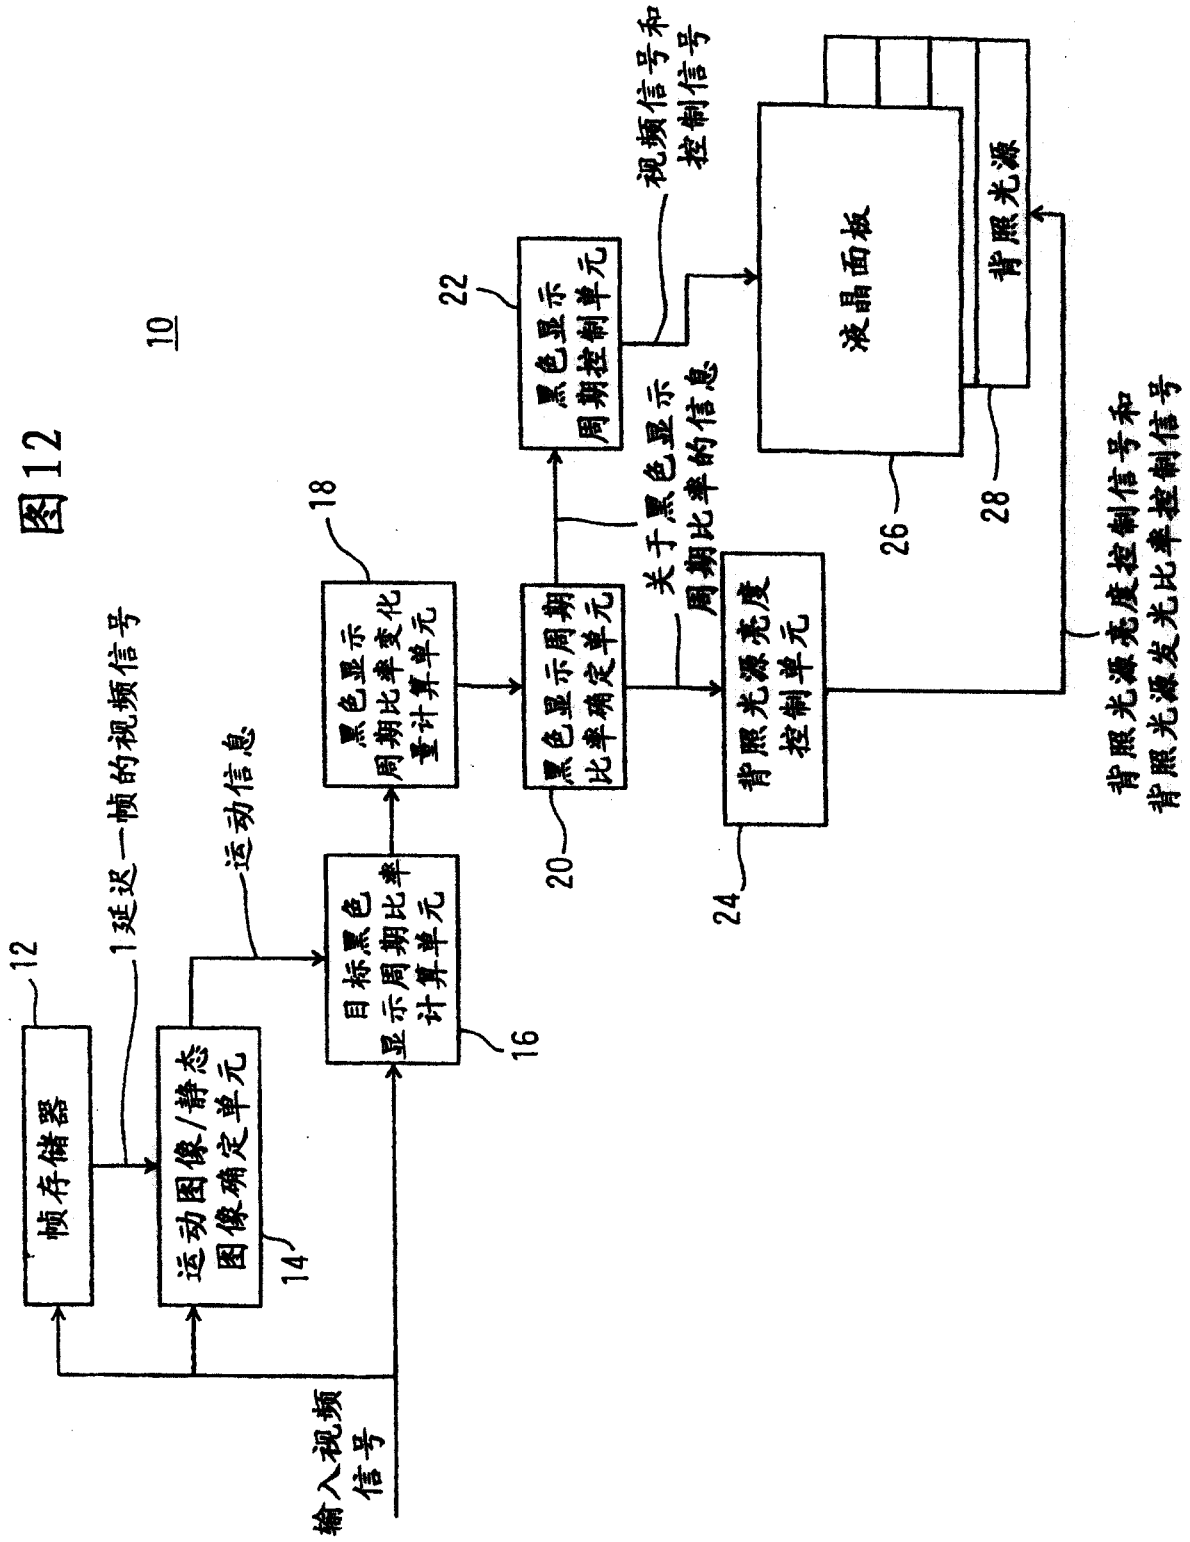 图12
10
12
帧存储器
1延迟一帧的视频信号
运动图像/静态
图像确定单元
14
运动信息
输入视频
信号
目标黑色
显示周期比率
计算单元
16
18
黑色显示
周期比率变化
量计算单元
黑色显示周期
比率确定单元
20
22
黑色显示
周期控制单元
关于黑色显示
周期比率的信息
视频信号和
控制信号
背照光源亮度
控制单元
24
液晶面板
26
背照光源
28
背照光源亮度控制信号和
背照光源发光比率控制信号